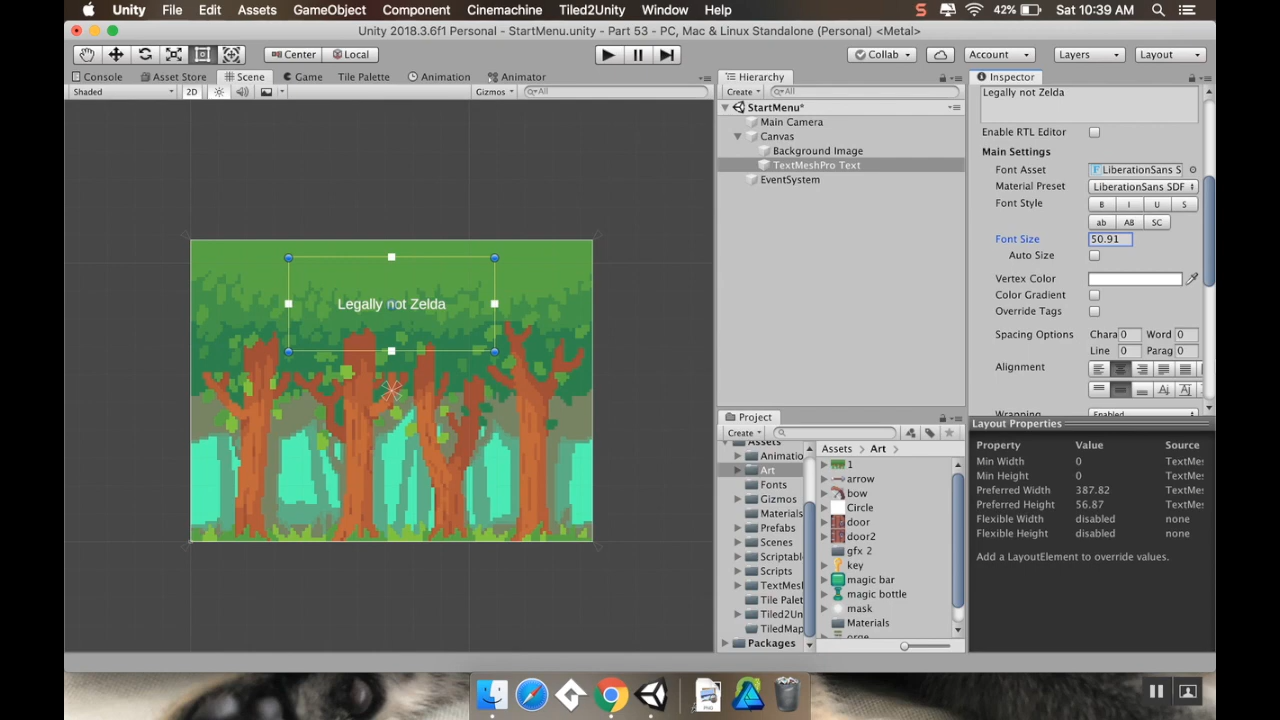 Unity File Edit Assets GameObject Component Cinemachine Tiled2Unity Window Help 42% Sat 10:39 AM
Unity 2018.3.6f1 Personal - StartMenu.unity - Part 53 - PC, Mac & Linux Standalone (Personal) <Metal>
Center Local Collab Account Layers Layout
Console Asset Store Scene Game Tile Palette Animation Animator Hierarchy Inspector
Shaded 2D Gizmos All Create All
Legally not Zelda
StartMenu*
Main Camera
Canvas
Background Image
TextMeshPro Text
EventSystem
Enable RTL Editor
Main Settings
Font Asset F LiberationSans S
Material Preset LiberationSans SDF
Font Style B I U S
ab AB SC
Font Size 50.91
Auto Size
Vertex Color
Color Gradient
Override Tags
Spacing Options Chara 0 Word 0
Line 0 Parag 0
Alignment
Wrapping Enabled
Legally not Zelda
Project
Create
Assets
Animatio
Art
Fonts
Gizmos
Materials
Prefabs
Scenes
Scriptabl
Scripts
TextMesh
Tile Palet
Tiled2Un
TiledMap
Packages
Assets Art
1
arrow
bow
Circle
door
door2
gfx 2
key
magic bar
magic bottle
mask
Materials
Layout Properties
Property Value Source
Min Width 0 TextMes
Min Height 0 TextMes
Preferred Width 387.82 TextMes
Preferred Height 56.87 TextMes
Flexible Width disabled none
Flexible Height disabled none
Add a LayoutElement to override values.